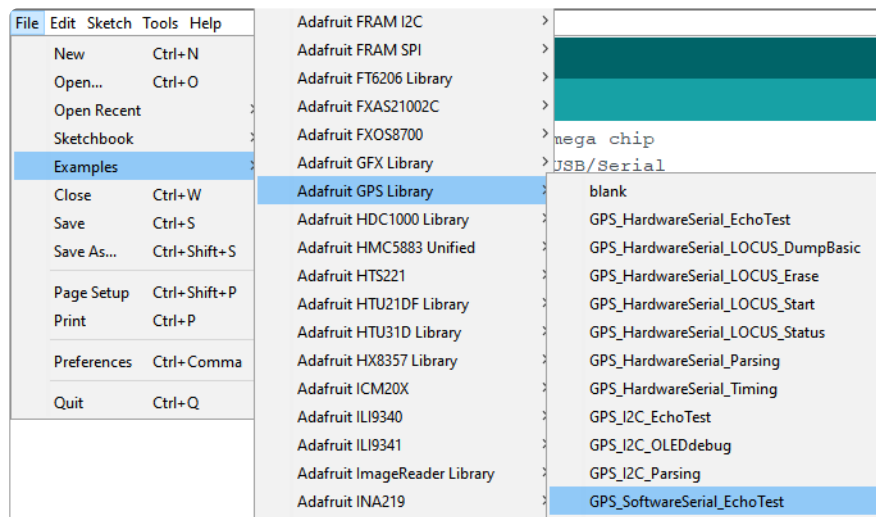 File Edit Sketch Tools Help
New Ctrl+N
Open... Ctrl+O
Open Recent
Sketchbook
Examples
Close Ctrl+W
Save Ctrl+S
Save As... Ctrl+Shift+S
Page Setup Ctrl+Shift+P
Print Ctrl+P
Preferences Ctrl+Comma
Quit Ctrl+Q
Adafruit FRAM I2C
Adafruit FRAM SPI
Adafruit FT6206 Library
Adafruit FXAS21002C
Adafruit FXOS8700
Adafruit GFX Library
Adafruit GPS Library
Adafruit HDC1000 Library
Adafruit HMC5883 Unified
Adafruit HTS221
Adafruit HTU21DF Library
Adafruit HTU31D Library
Adafruit HX8357 Library
Adafruit ICM20X
Adafruit ILI9340
Adafruit ILI9341
Adafruit ImageReader Library
Adafruit INA219
mega chip
USB/Serial
blank
GPS_HardwareSerial_EchoTest
GPS_HardwareSerial_LOCUS_DumpBasic
GPS_HardwareSerial_LOCUS_Erase
GPS_HardwareSerial_LOCUS_Start
GPS_HardwareSerial_LOCUS_Status
GPS_HardwareSerial_Parsing
GPS_HardwareSerial_Timing
GPS_I2C_EchoTest
GPS_I2C_OLEDdebug
GPS_I2C_Parsing
GPS_SoftwareSerial_EchoTest